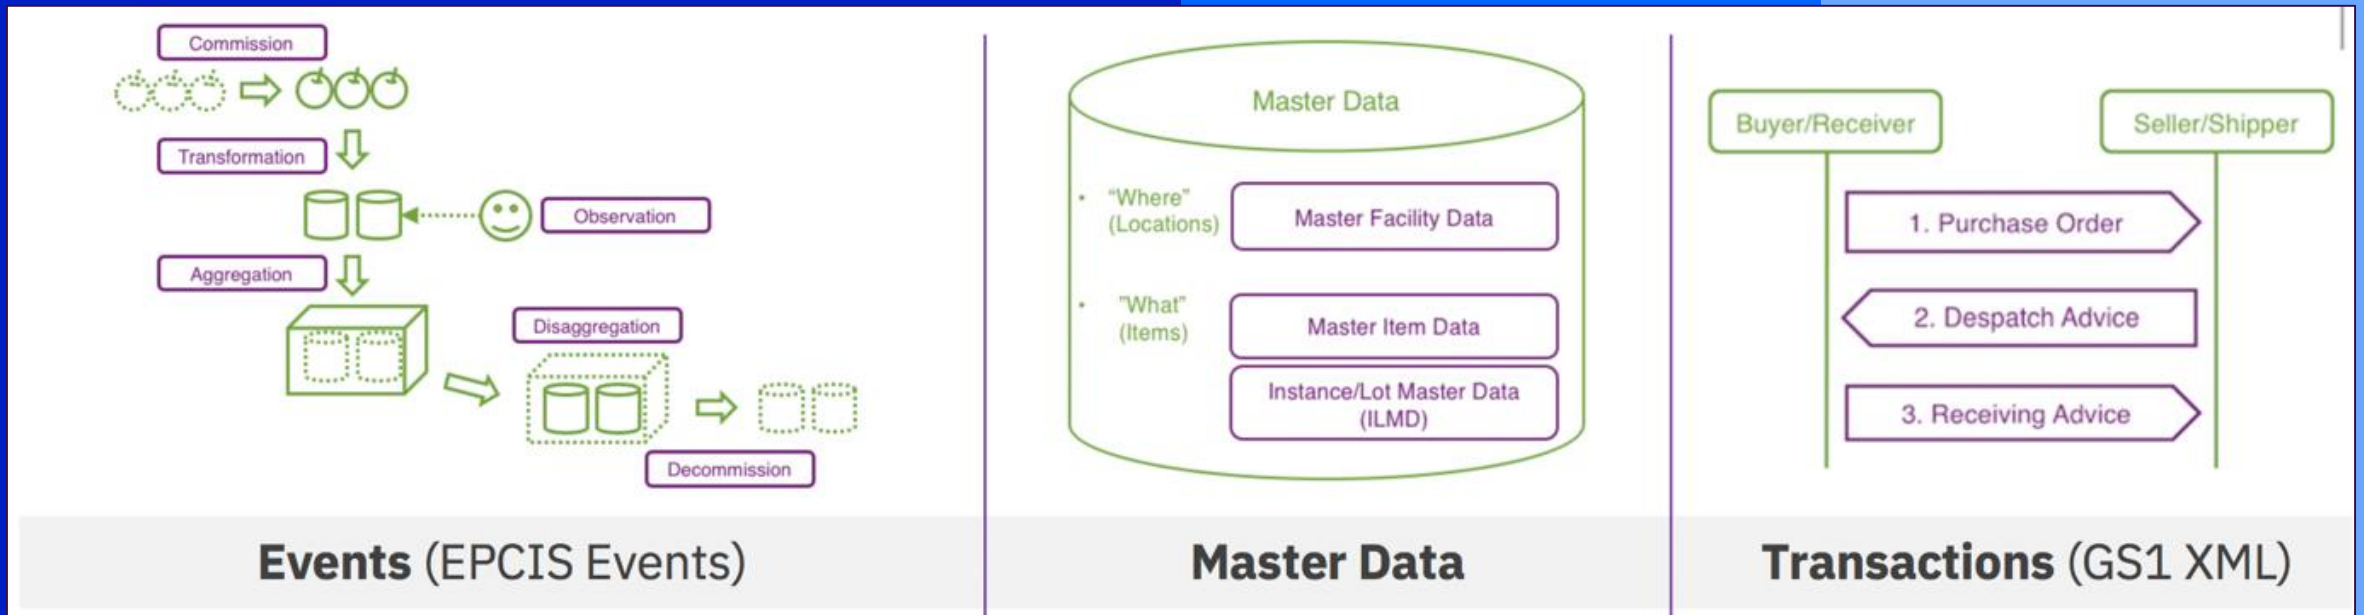 Commission
Transformation
Observation
Aggregation
Disaggregation
Decommission
Events (EPCIS Events)
Master Data
• “Where”
(Locations)
Master Facility Data
• ”What”
(Items)
Master Item Data
Instance/Lot Master Data
(ILMD)
Master Data
Buyer/Receiver
Seller/Shipper
1. Purchase Order
2. Despatch Advice
3. Receiving Advice
Transactions (GS1 XML)